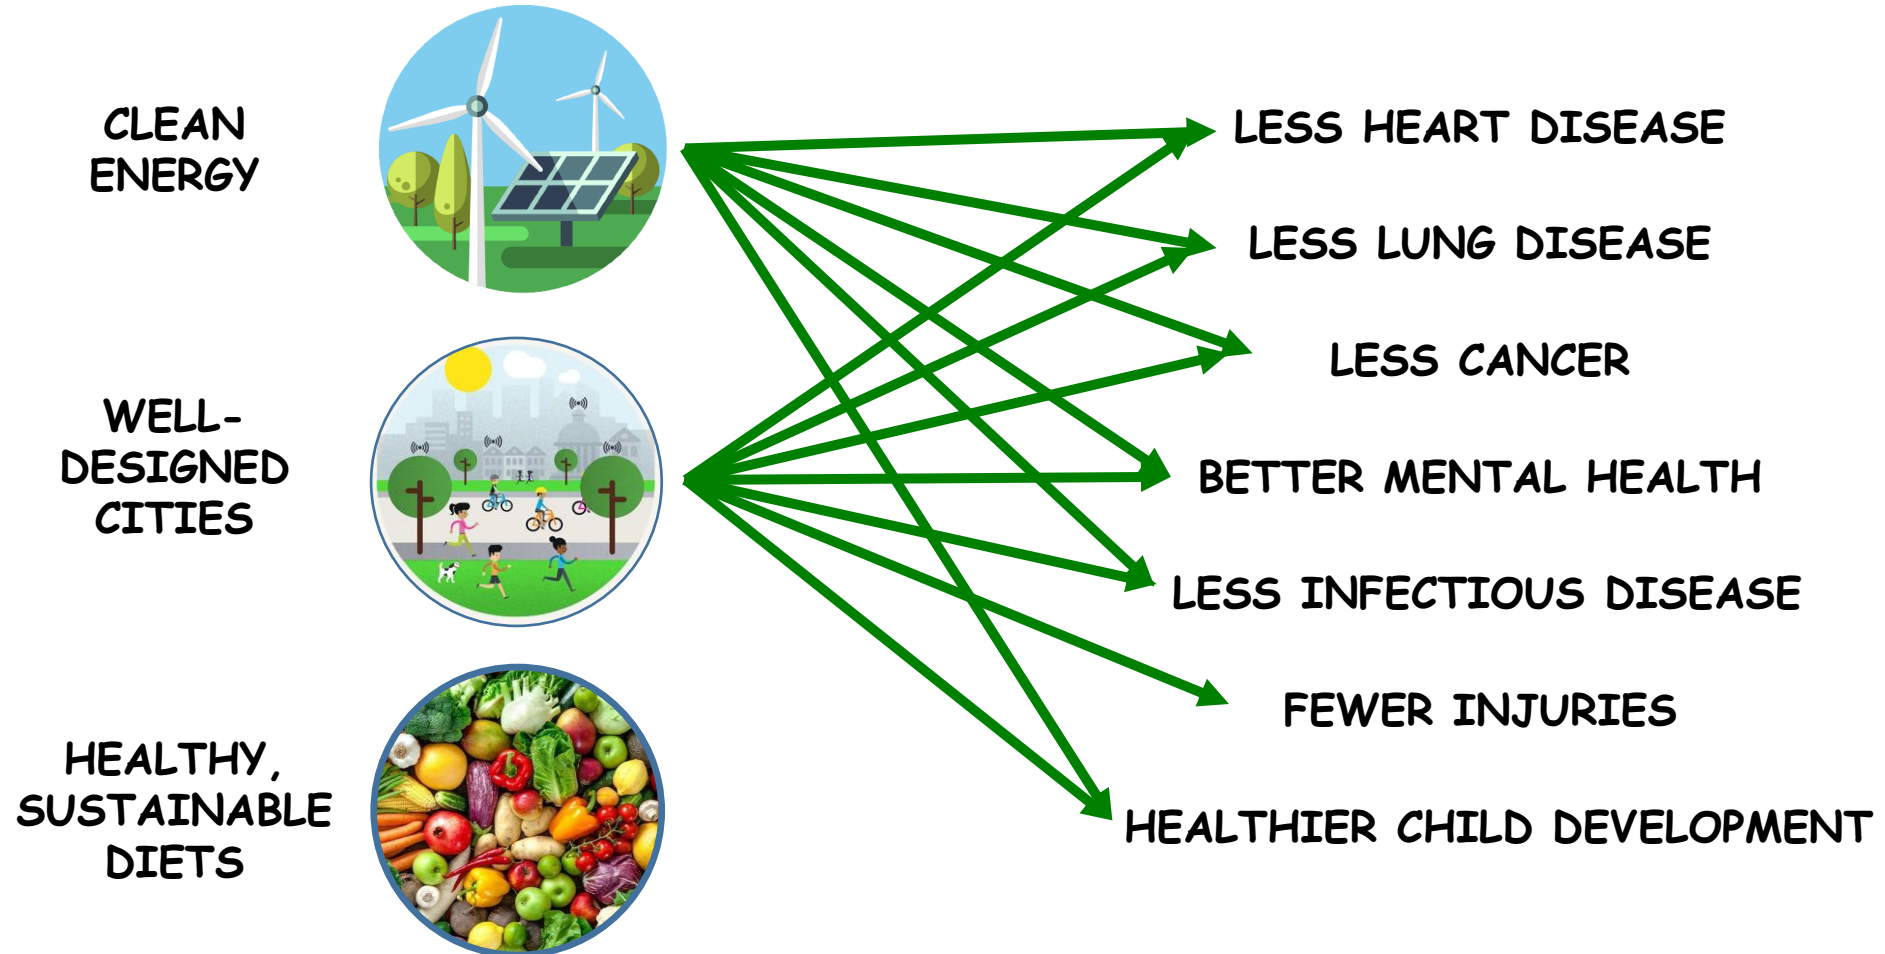 CLEAN
ENERGY
WELL-
DESIGNED
CITIES
HEALTHY,
SUSTAINABLE
DIETS
LESS HEART DISEASE
LESS LUNG DISEASE
LESS CANCER
BETTER MENTAL HEALTH
LESS INFECTIOUS DISEASE
FEWER INJURIES
HEALTHIER CHILD DEVELOPMENT